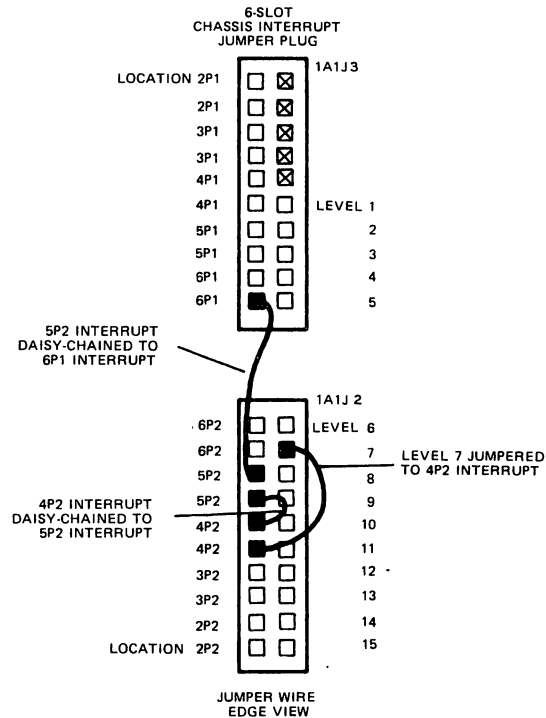 6-SLOT
CHASSIS INTERRUPT
JUMPER PLUG
1A1J3
LOCATION 2P1
2P1
3P1
3P1
4P1
4P1 LEVEL 1
5P1 2
5P1 3
6P1 4
6P1 5
5P2 INTERRUPT
DAISY-CHAINED TO
6P1 INTERRUPT
1A1J2
6P2 LEVEL 6
6P2 7
5P2 8
5P2 9
4P2 10
4P2 11
3P2 12
3P2 13
2P2 14
LOCATION 2P2 15
LEVEL 7 JUMPERED
TO 4P2 INTERRUPT
4P2 INTERRUPT
DAISY-CHAINED TO
5P2 INTERRUPT
JUMPER WIRE
EDGE VIEW